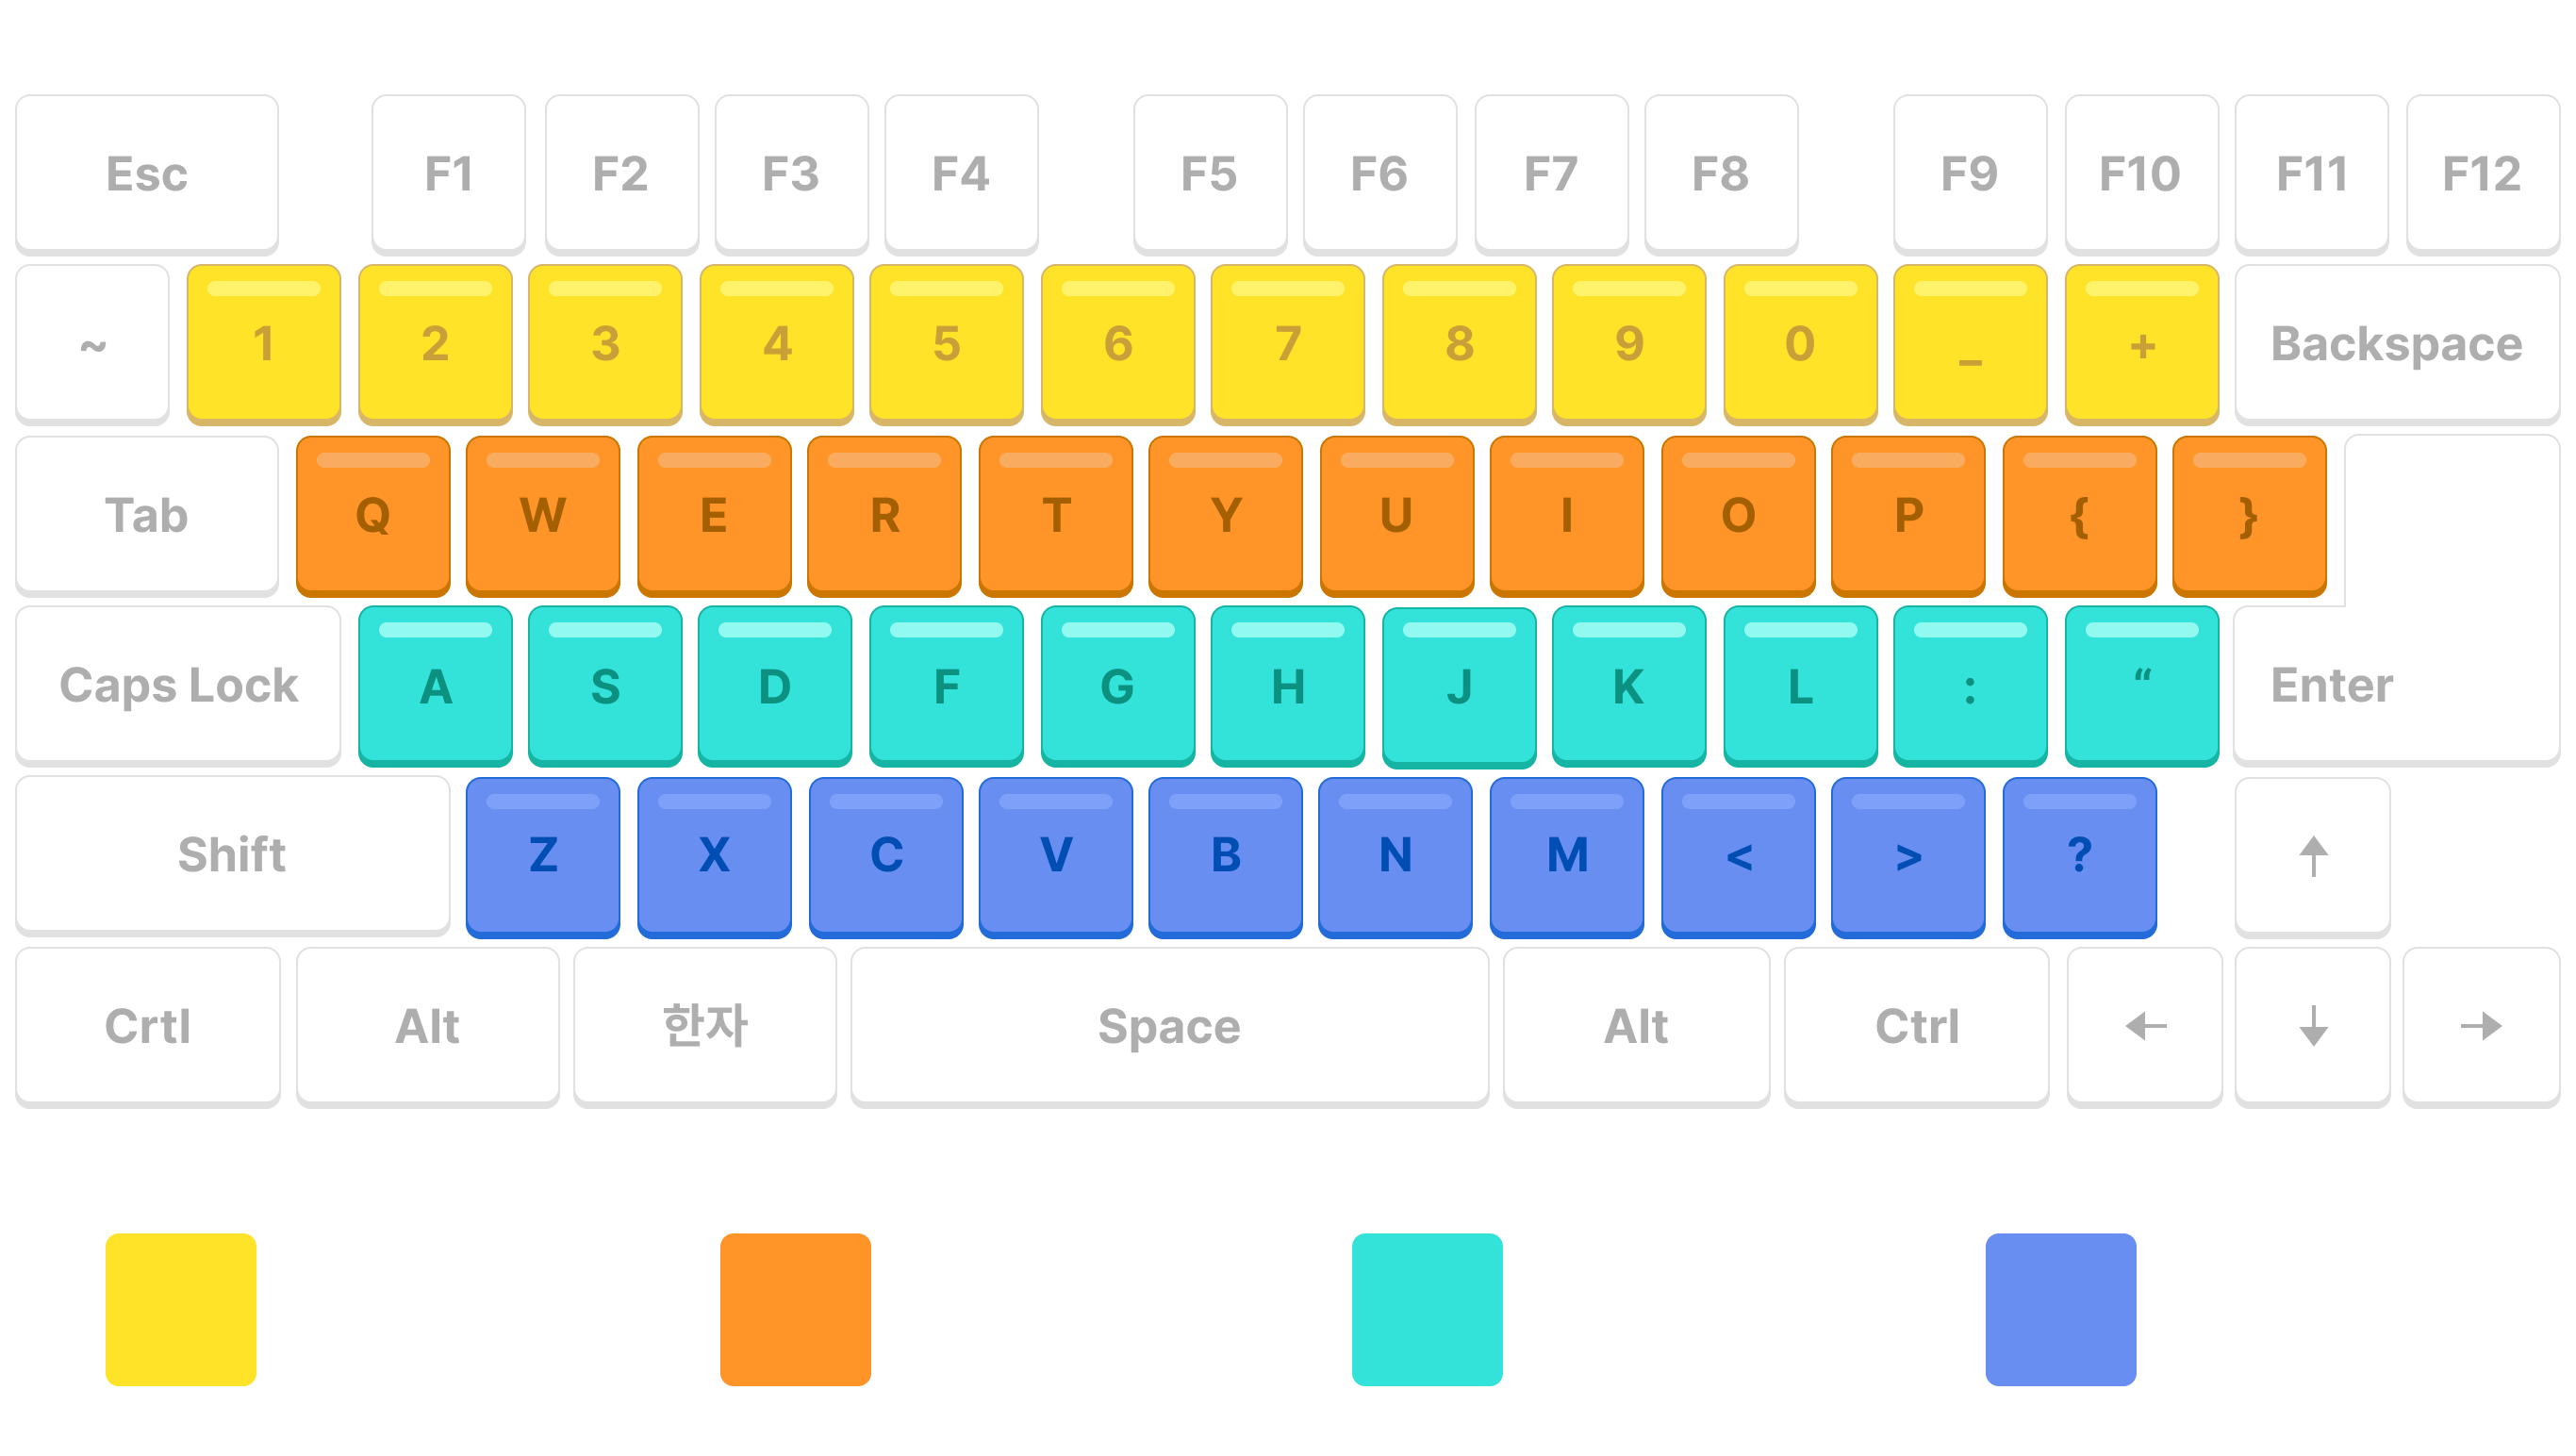 Esc F1 F2 F3 F4 F5 F6 F7 F8 F9 F10 F11 F12
~ 1 2 3 4 5 6 7 8 9 0 _ + Backspace
Tab Q W E R T Y U I O P { }
Caps Lock A S D F G H J K L : “ Enter
Shift Z X C V B N M < > ? ↑
Crtl Alt 한자 Space Alt Ctrl ← ↓ →